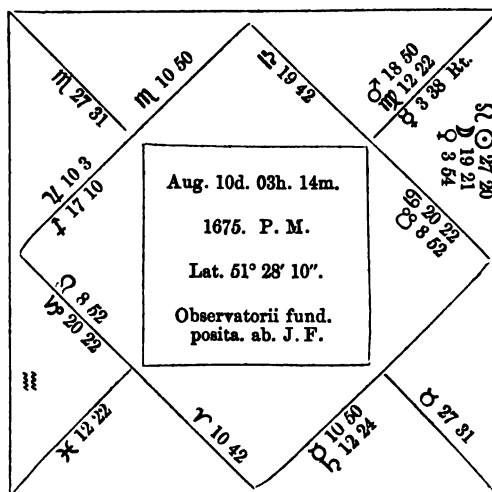 ♏ 27 31
♏ 10 50
♎ 19 42
♂ 18 50
♍ 12 22
☿ 3 38 Rt.
♌
☉ 27 20
☽ 19 21
♀ 3 54
♃ 10 3
♐ 17 10
Aug. 10d. 03h. 14m.
1675. P. M.
Lat. 51° 28′ 10″.
Observatorii fund.
posita. ab. J. F.
♋ 20 22
☋ 8 52
☊ 8 52
♑ 20 22
♒
♓ 12 22
♈ 10 42
♉ 10 50
♄ 12 24
♉ 27 31